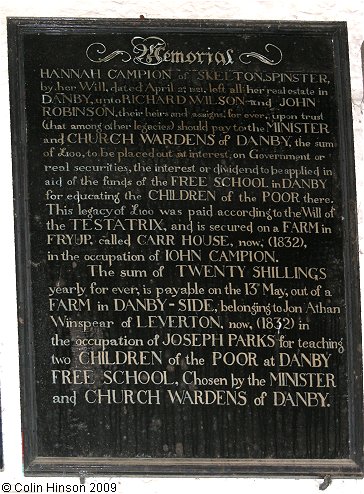 Memorial
HANNAH CAMPION of SKELTON, SPINSTER,
by her Will, dated April 2, 1821, left all her real estate in
DANBY, unto RICHARD WILSON and JOHN
ROBINSON, their heirs and assigns, for ever, upon trust
(that among other legacies) should pay to the MINISTER
and CHURCH WARDENS of DANBY, the sum
of £100, to be placed out at interest, on Government or
real securities, the interest or dividend to be applied in
aid of the funds of the FREE SCHOOL in DANBY
for educating the CHILDREN of the POOR there.
This legacy of £100 was paid according to the Will of
the TESTATRIX, and is secured on a FARM in
FRYUP, called CARR HOUSE, now, (1832),
in the occupation of IOHN CAMPION.
The sum of TWENTY SHILLINGS
yearly for ever, is payable on the 13th May, out of a
FARM in DANBY-SIDE, belonging to Jon Athan
Winspear of LEVERTON, now, (1832) in
the occupation of JOSEPH PARKS for teaching
two CHILDREN of the POOR at DANBY
FREE SCHOOL, Chosen by the MINISTER
and CHURCH WARDENS of DANBY.
©Colin Hinson 2009